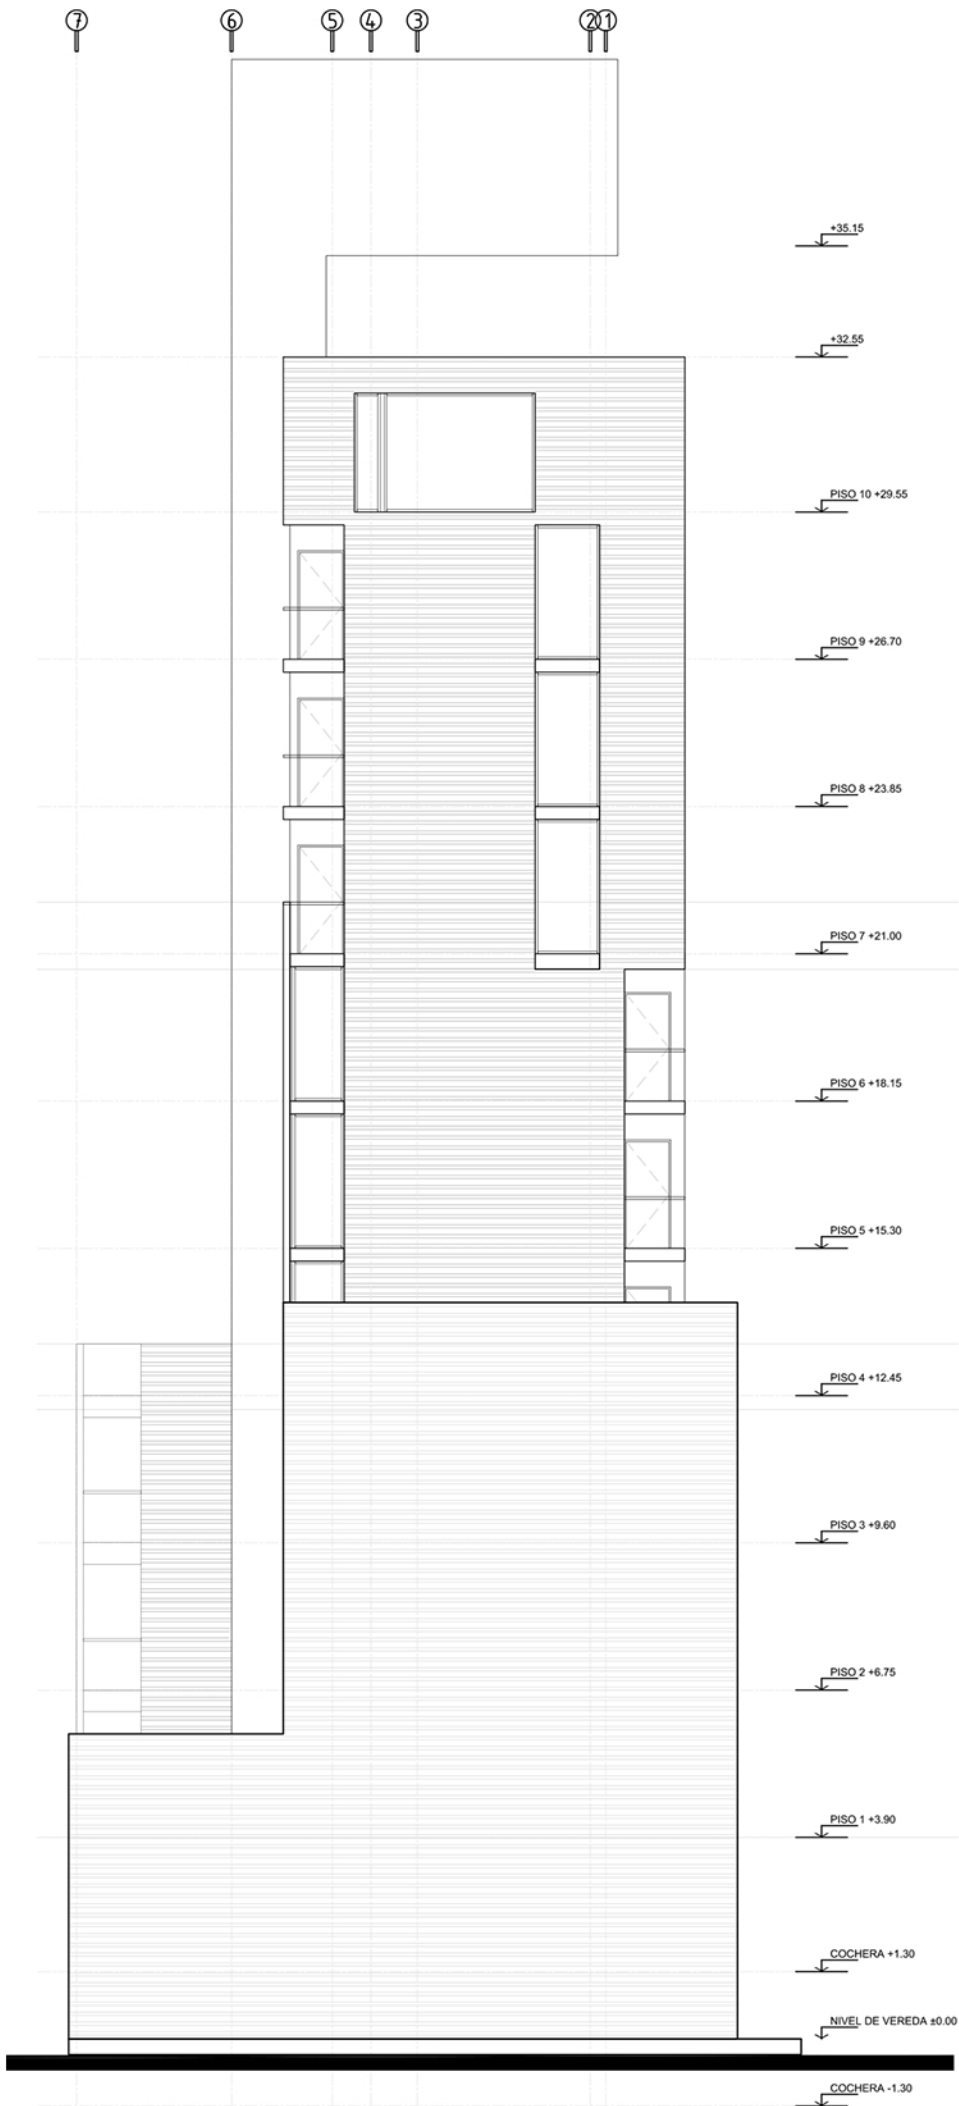 7 6 5 4 3 2 1
+35.15
+32.55
PISO 10 +29.55
PISO 9 +26.70
PISO 8 +23.85
PISO 7 +21.00
PISO 6 +18.15
PISO 5 +15.30
PISO 4 +12.45
PISO 3 +9.60
PISO 2 +6.75
PISO 1 +3.90
COCHERA +1.30
NIVEL DE VEREDA ±0.00
COCHERA -1.30